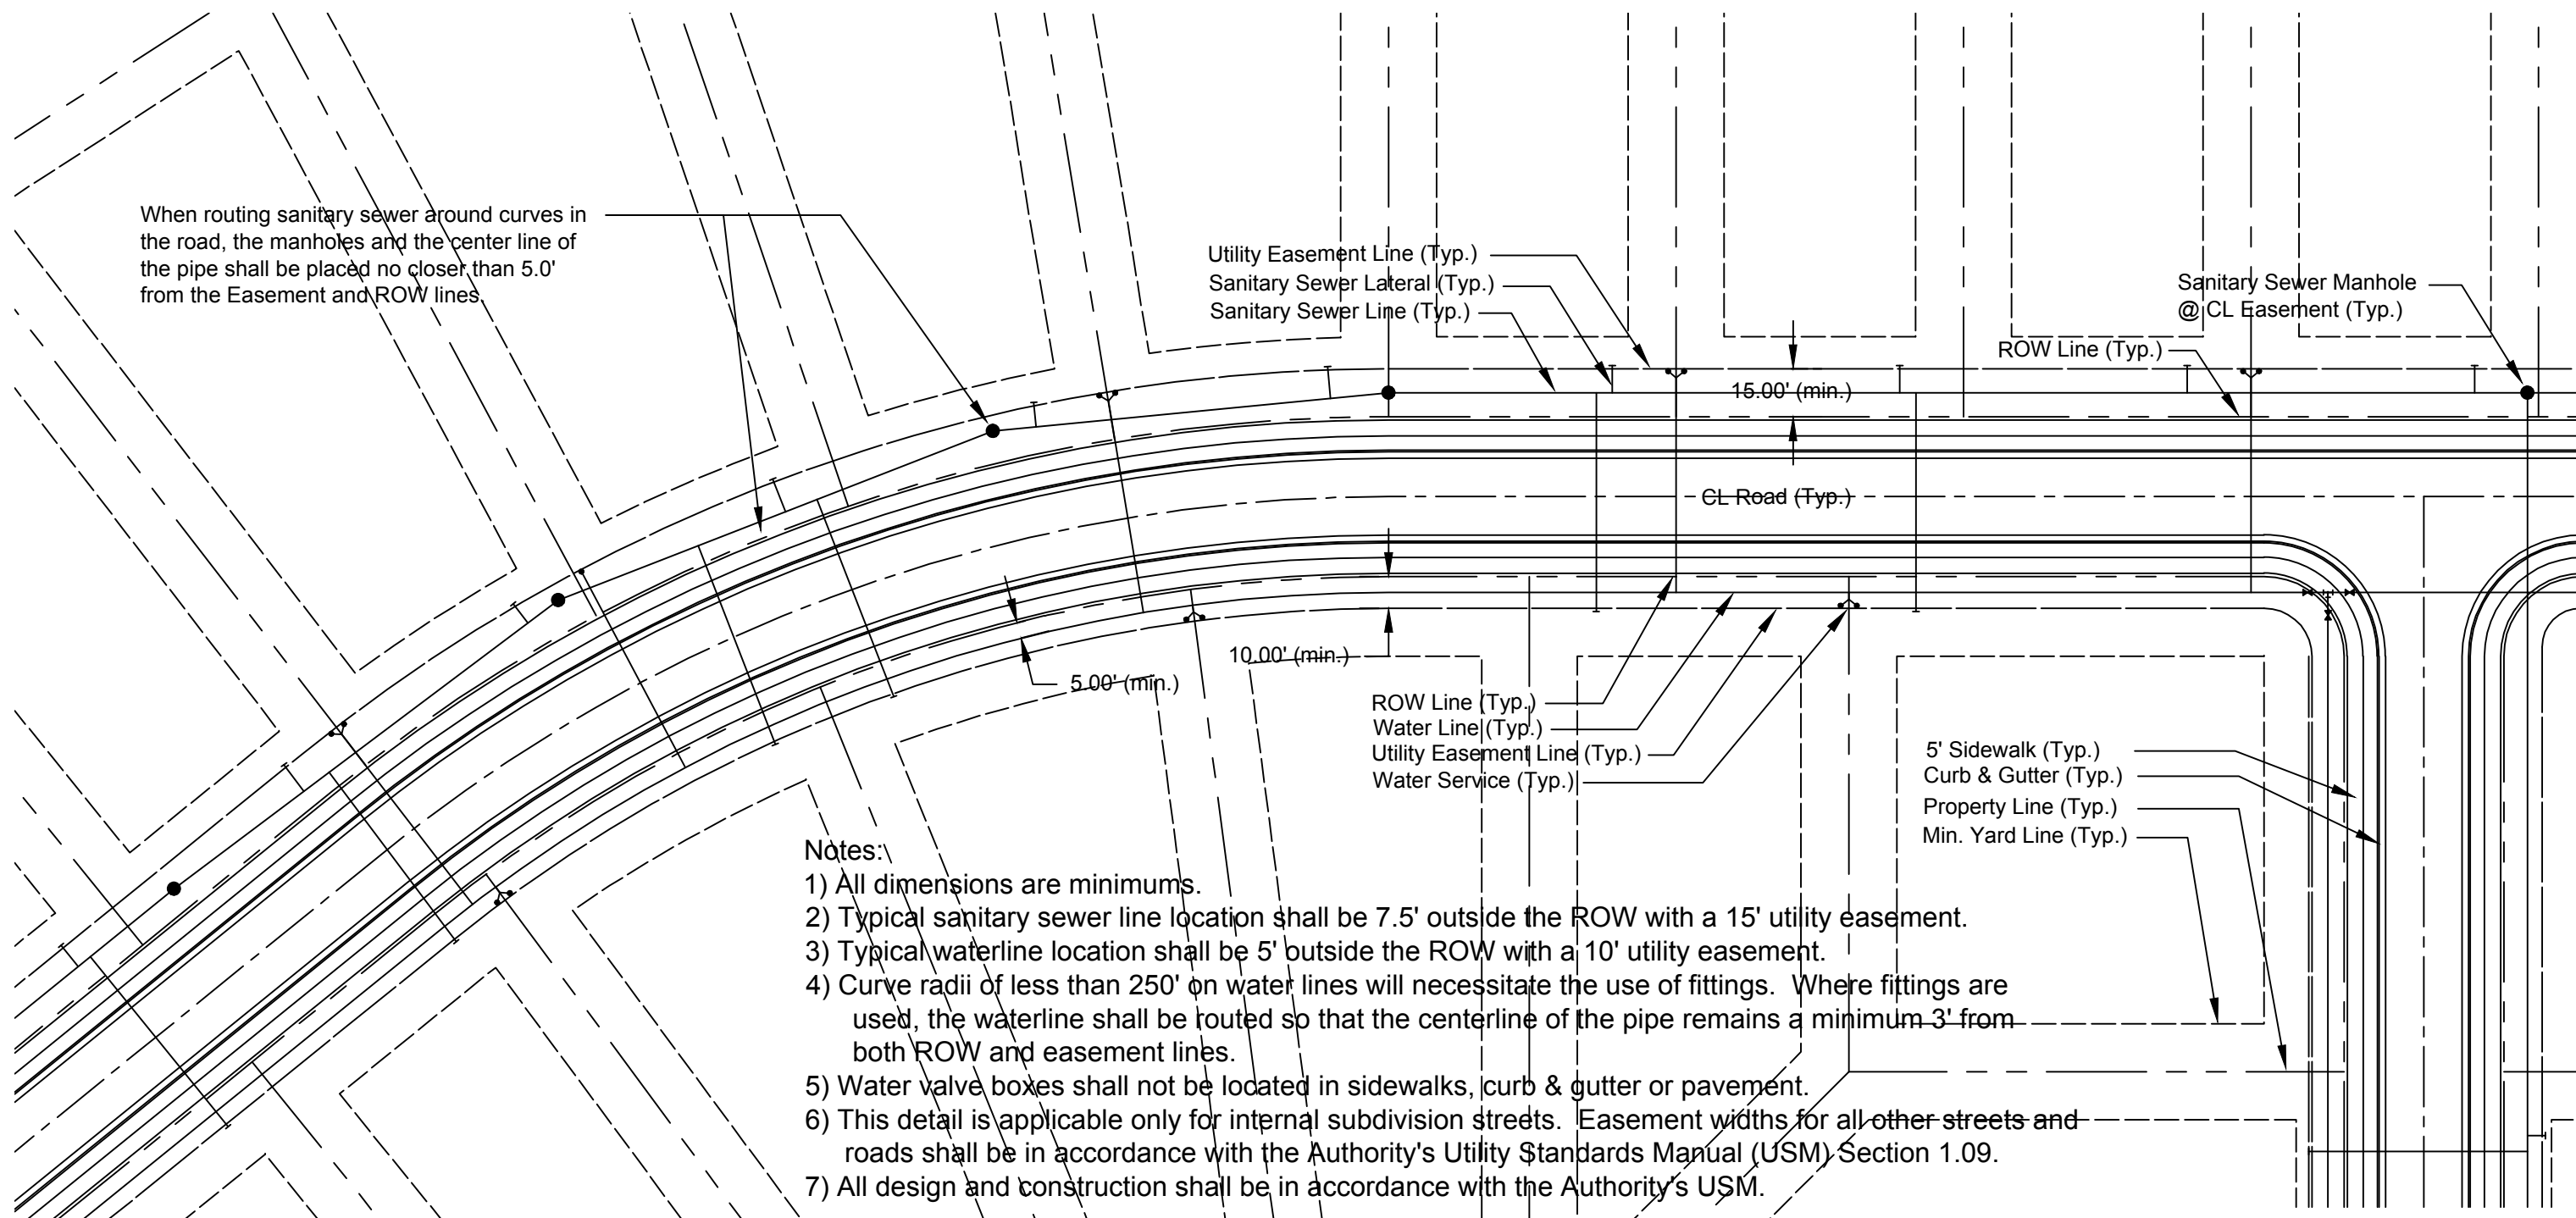 When routing sanitary sewer around curves in
the road, the manholes and the center line of
the pipe shall be placed no closer than 5.0'
from the Easement and ROW lines.
Utility Easement Line (Typ.)
Sanitary Sewer Lateral (Typ.)
Sanitary Sewer Line (Typ.)
Sanitary Sewer Manhole
@ CL Easement (Typ.)
ROW Line (Typ.)
15.00' (min.)
CL Road (Typ.)
10.00' (min.)
5.00' (min.)
ROW Line (Typ.)
Water Line (Typ.)
Utility Easement Line (Typ.)
Water Service (Typ.)
5' Sidewalk (Typ.)
Curb & Gutter (Typ.)
Property Line (Typ.)
Min. Yard Line (Typ.)
Notes:
1) All dimensions are minimums.
2) Typical sanitary sewer line location shall be 7.5' outside the ROW with a 15' utility easement.
3) Typical waterline location shall be 5' outside the ROW with a 10' utility easement.
4) Curve radii of less than 250' on water lines will necessitate the use of fittings. Where fittings are
used, the waterline shall be routed so that the centerline of the pipe remains a minimum 3' from
both ROW and easement lines.
5) Water valve boxes shall not be located in sidewalks, curb & gutter or pavement.
6) This detail is applicable only for internal subdivision streets. Easement widths for all other streets and
roads shall be in accordance with the Authority's Utility Standards Manual (USM) Section 1.09.
7) All design and construction shall be in accordance with the Authority's USM.